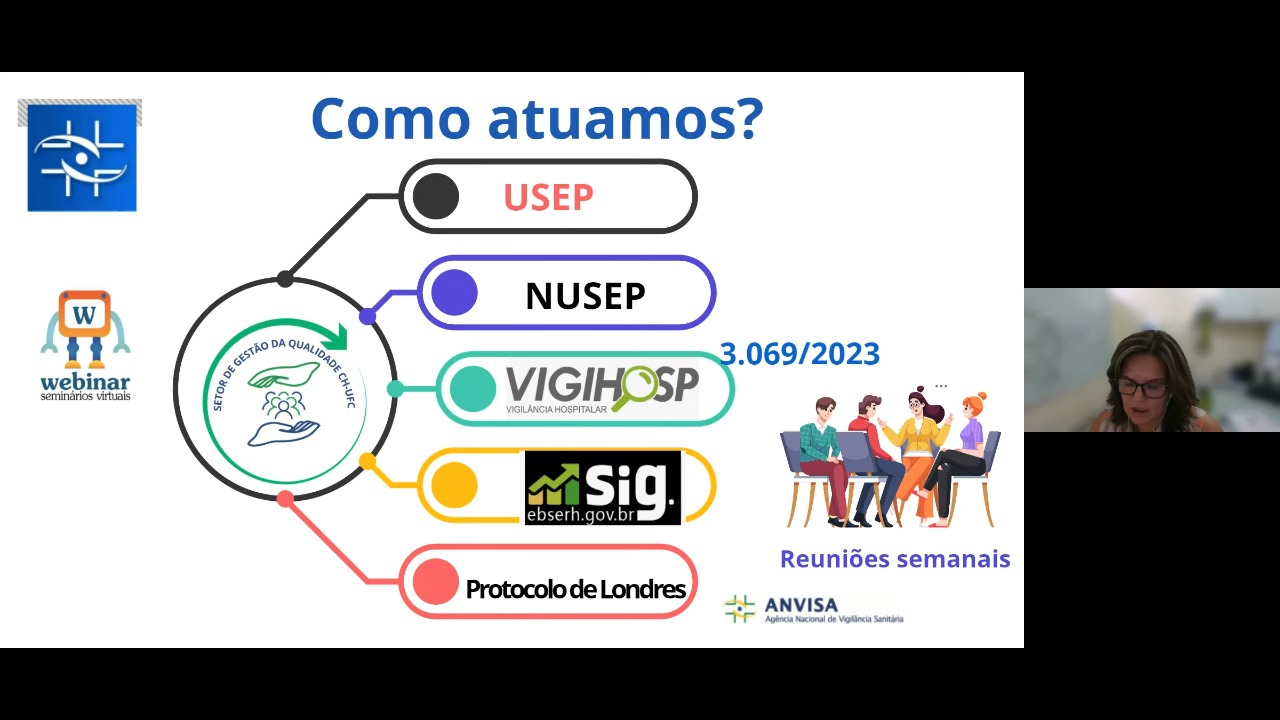 Como atuamos?
USEP
NUSEP
3.069/2023
SETOR DE GESTÃO DA QUALIDADE CH-UFC
W
webinar
seminários virtuais
VIGIHOSP
VIGILÂNCIA HOSPITALAR
...
Sig.
ebserh.gov.br
Reuniões semanais
Protocolo de Londres
ANVISA
Agência Nacional de Vigilância Sanitária